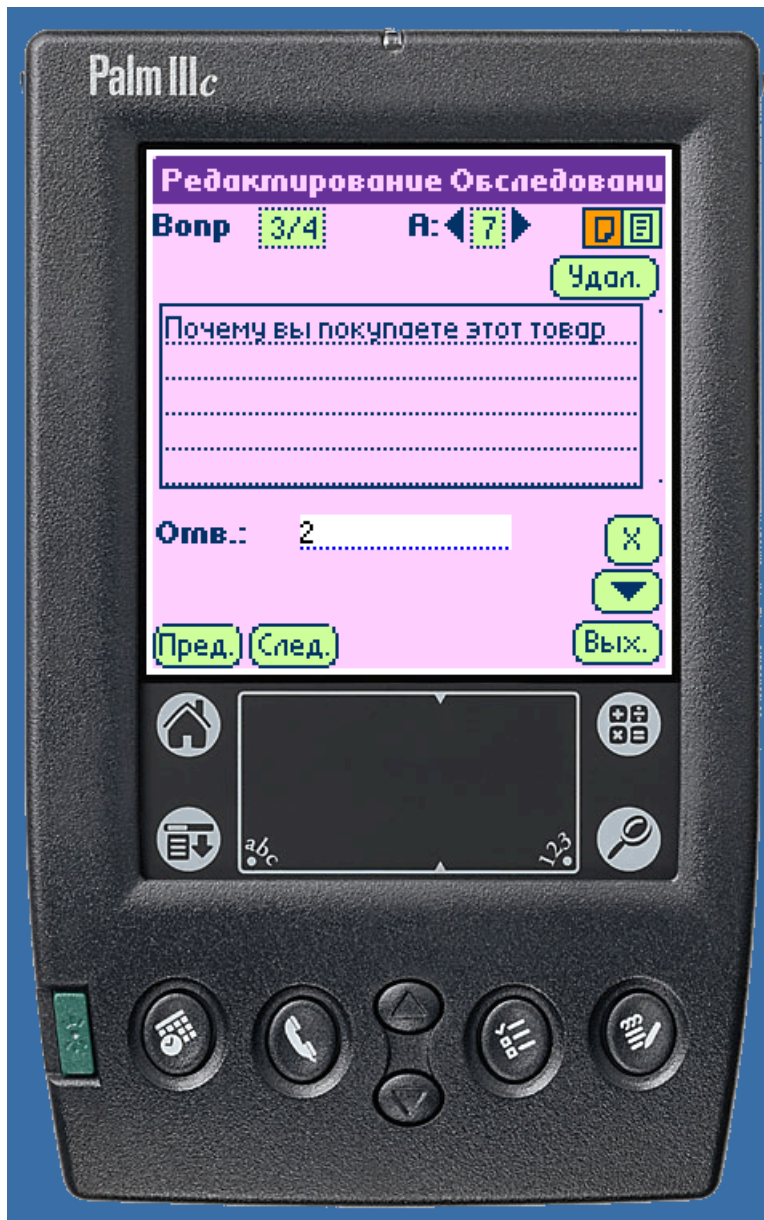 Palm IIIc
Редактирование Обследовани
Вопр 3/4 А: 7
Удал.
Почему вы покупаете этот товар
Отв.: 2
X
Пред. След. Вых.
abc 123